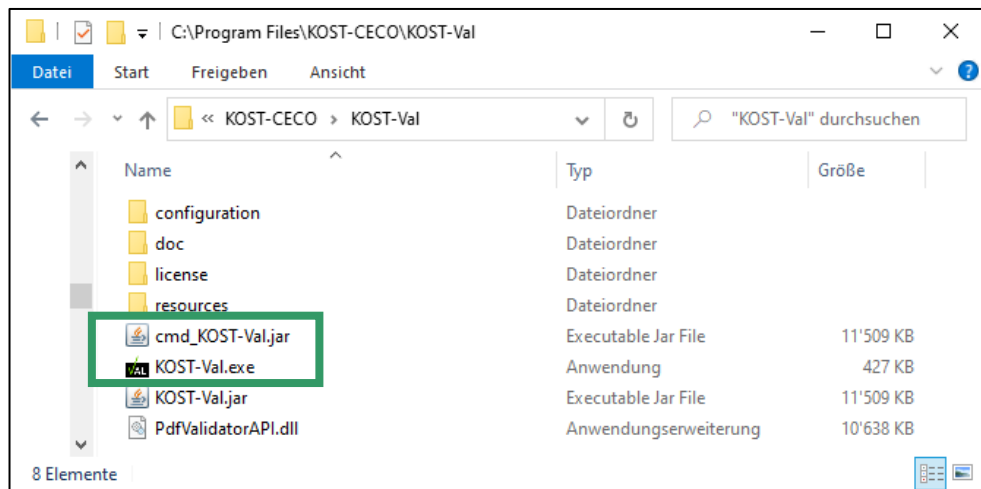 C:\Program Files\KOST-CECO\KOST-Val
Datei Start Freigeben Ansicht
« KOST-CECO › KOST-Val "KOST-Val" durchsuchen
Name Typ Größe
configuration Dateiordner
doc Dateiordner
license Dateiordner
resources Dateiordner
cmd_KOST-Val.jar Executable Jar File 11'509 KB
VAL KOST-Val.exe Anwendung 427 KB
KOST-Val.jar Executable Jar File 11'509 KB
PdfValidatorAPI.dll Anwendungserweiterung 10'638 KB
8 Elemente